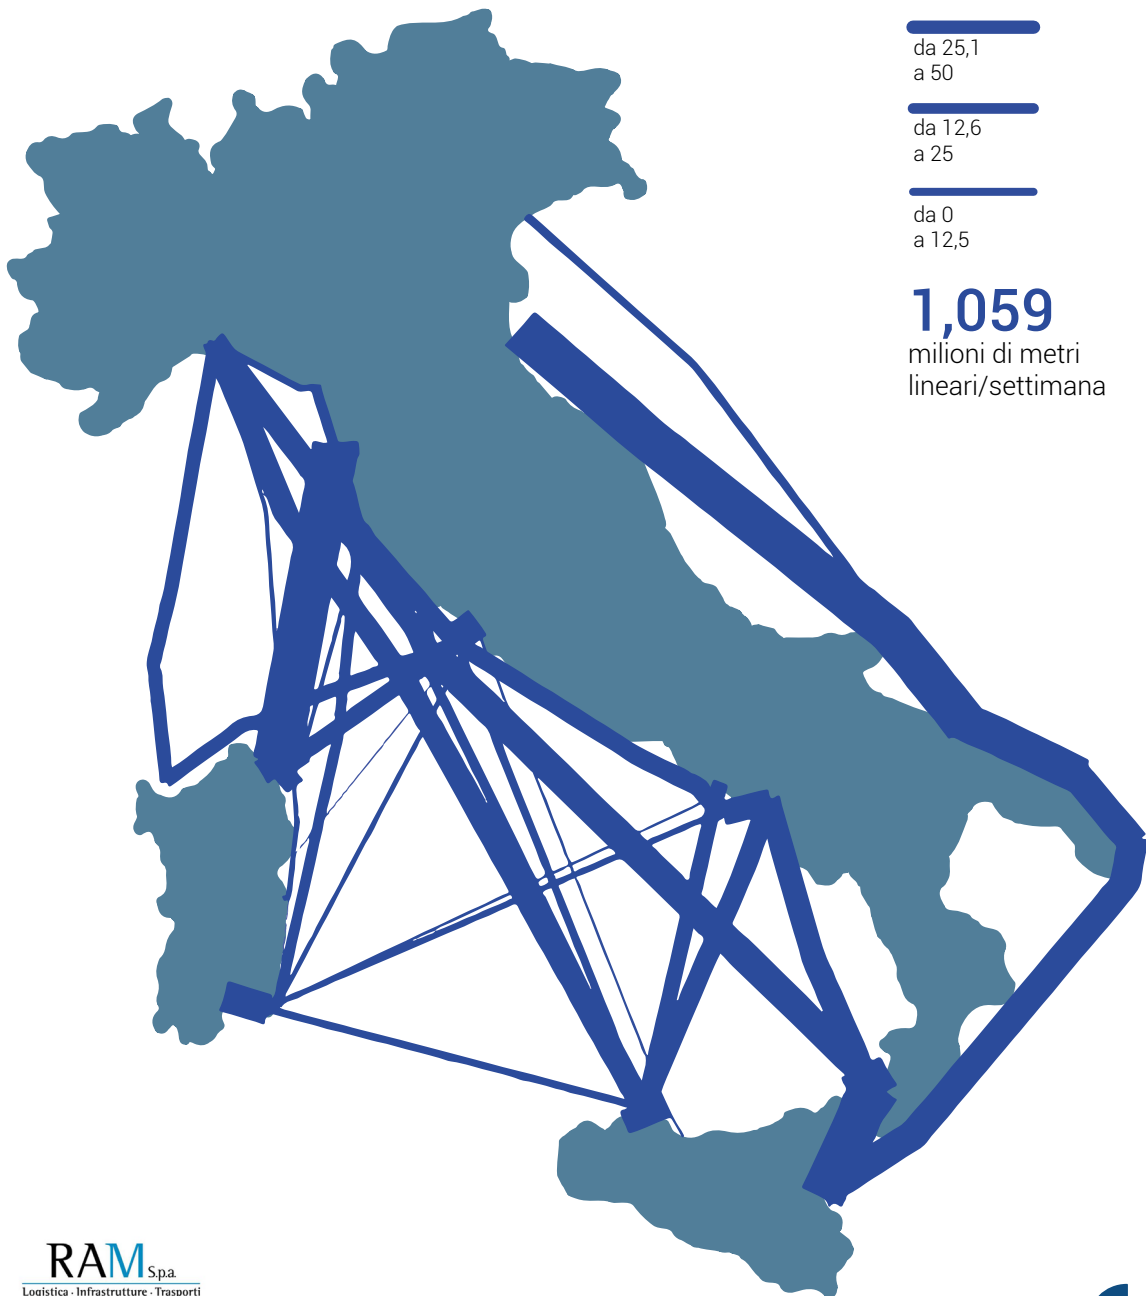 da 25,1
a 50
da 12,6
a 25
da 0
a 12,5
1,059
milioni di metri
lineari/settimana
RAM S.p.a.
Logistica · Infrastrutture · Trasporti